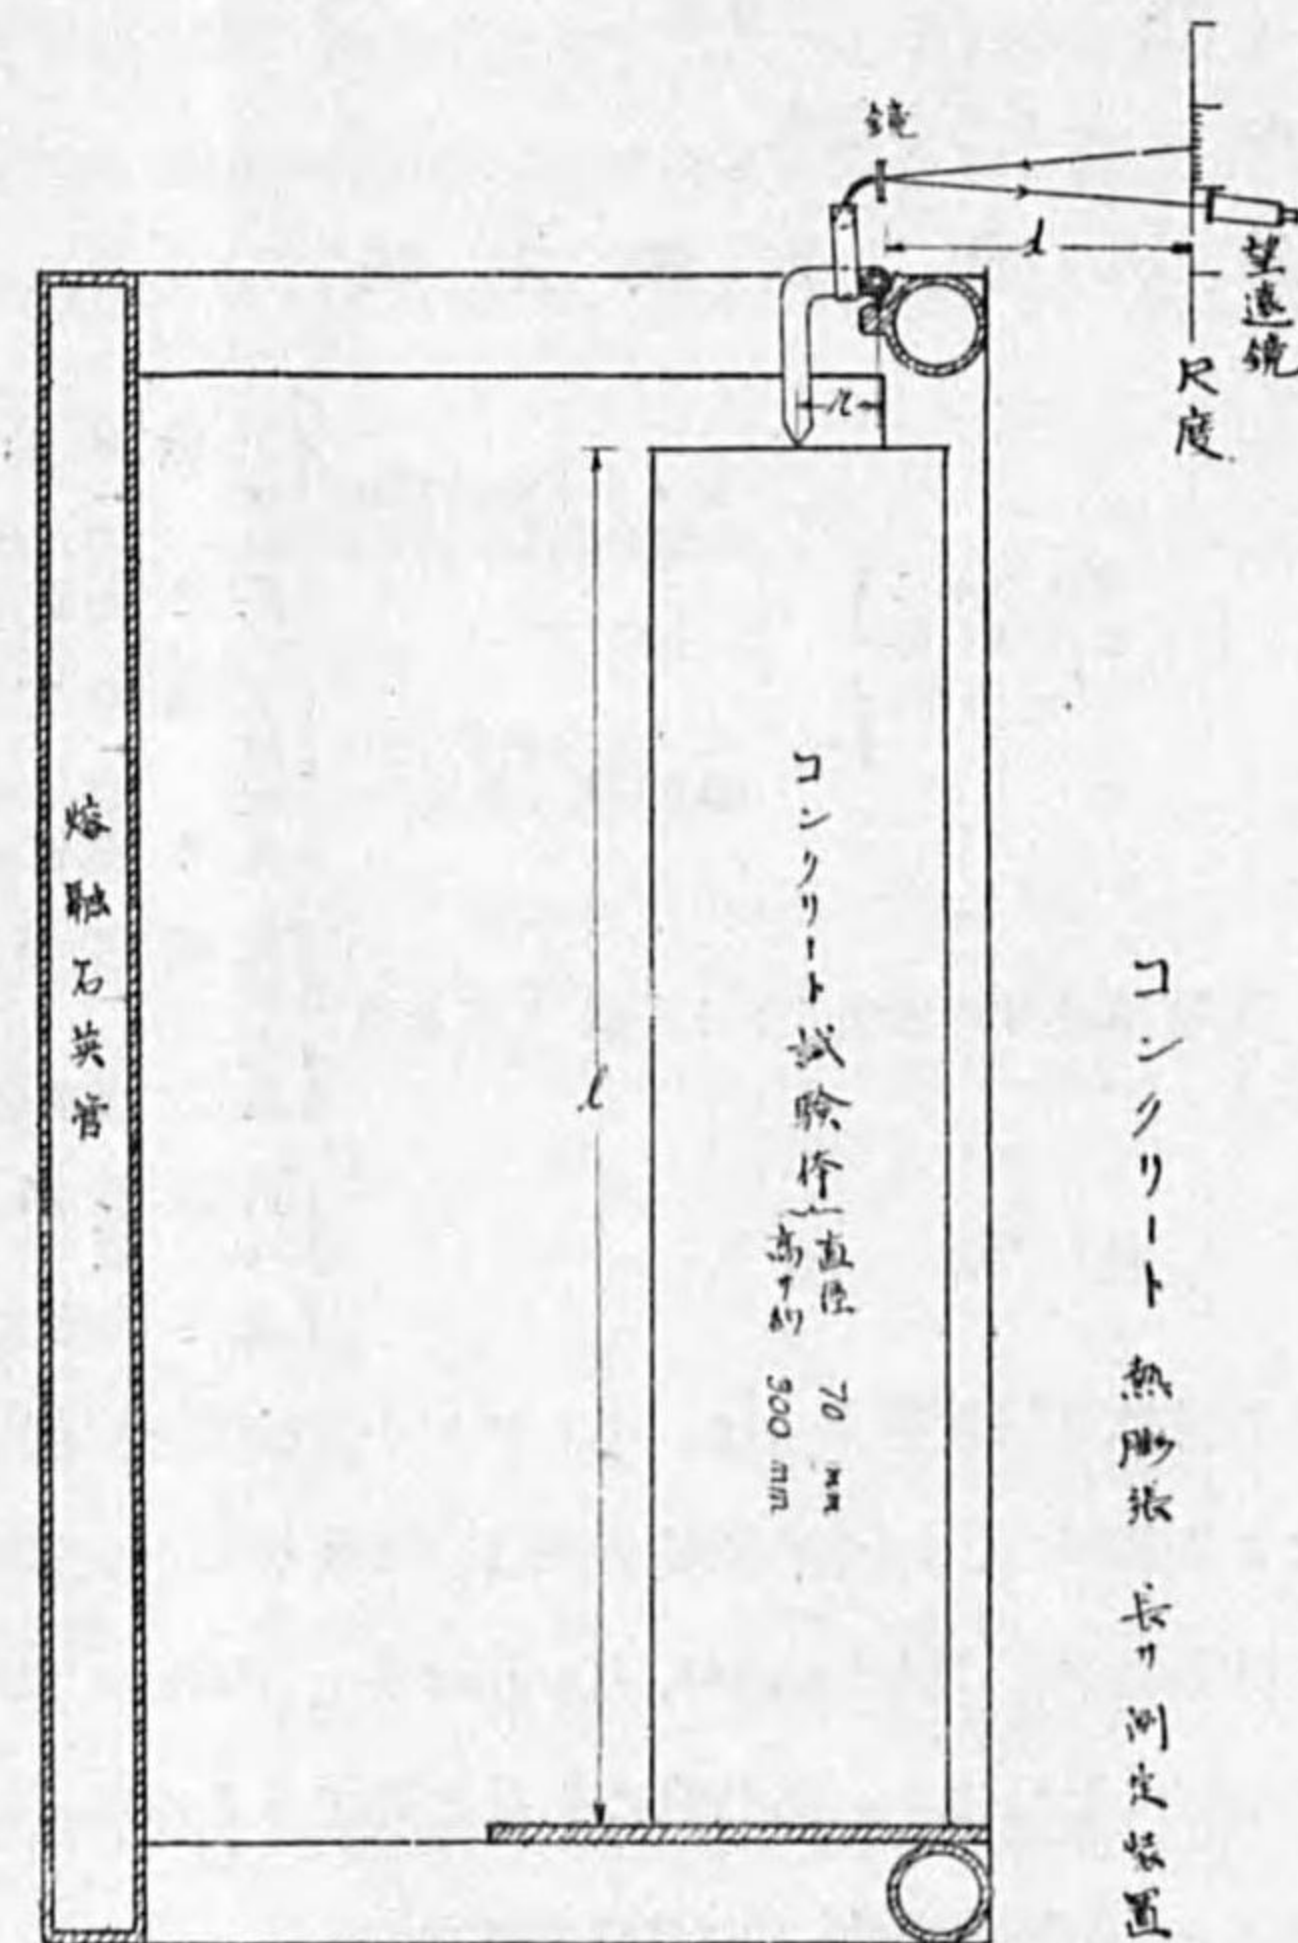 コンクリート 熱膨張 長サ測定装置
鏡
望遠鏡
尺度
d
r
l
コンクリート試験体
直径 70 mm
高サ約 300 mm
熔融石英管